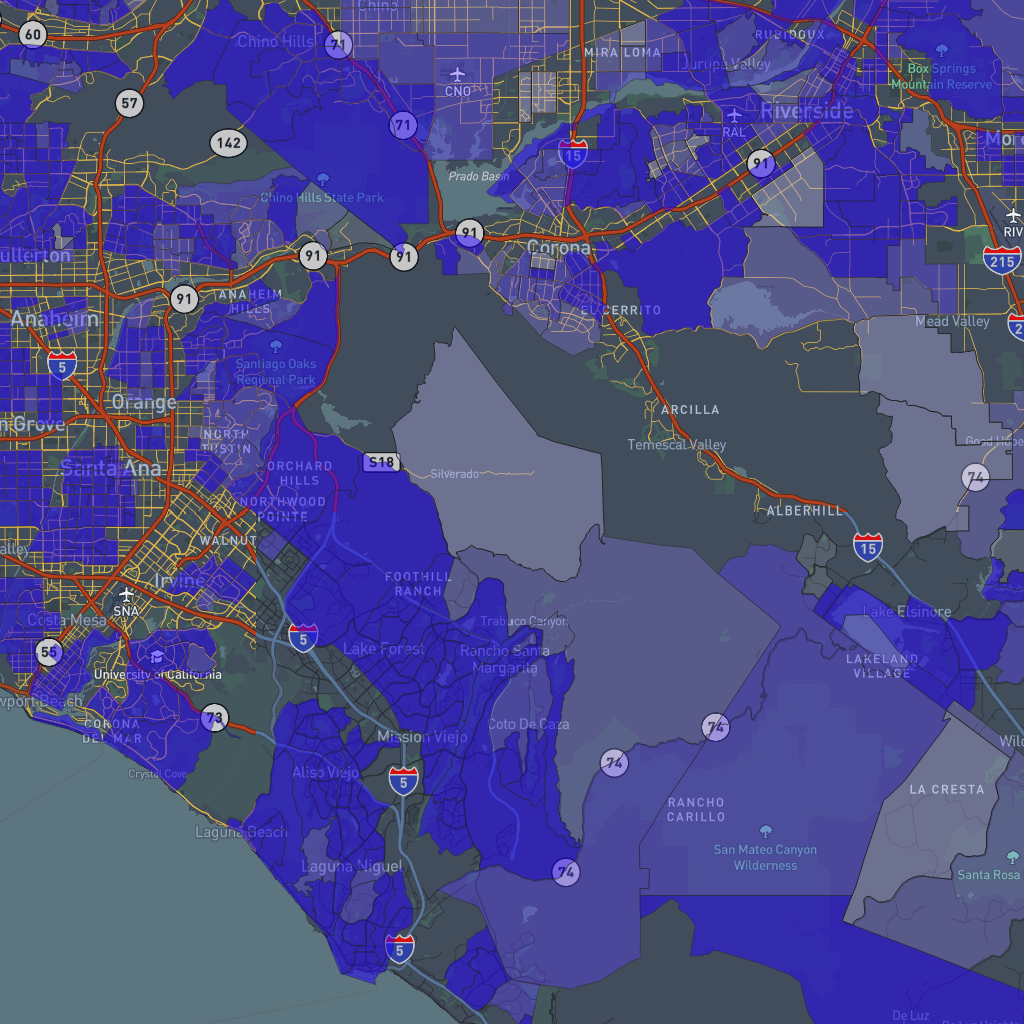 China
60
Chino Hills
71
RUBIDOUX
MIRA LOMA
Jurupa Valley
Box Springs
Mountain Reserve
CNO
57
Riverside
71
RAL
142
15
91
Prado Basin
Chino Hills State Park
RIV
91
Corona
91
91
ullerton
215
91
ANAHEIM
HILLS
EL CERRITO
Anaheim
Mead Valley
5
Santiago Oaks
Regional Park
Orange
ARCILLA
n Grove
NORTH
TUSTIN
Temescal Valley
Good Hope
Santa Ana
S18
ORCHARD
HILLS
Silverado
74
NORTHWOOD
POINTE
ALBERHILL
WALNUT
15
alley
Irvine
FOOTHILL
RANCH
SNA
Costa Mesa
Trabuco Canyon
Lake Elsinore
5
55
Lake Forest
Rancho Santa
Margarita
University of California
LAKELAND
VILLAGE
wport Beach
CORONA
DEL MAR
73
Coto De Caza
74
Mission Viejo
Wild
74
Crystal Cove
Aliso Viejo
5
LA CRESTA
RANCHO
CARILLO
Laguna Beach
San Mateo Canyon
Wilderness
Laguna Niguel
74
Santa Rosa
5
De Luz